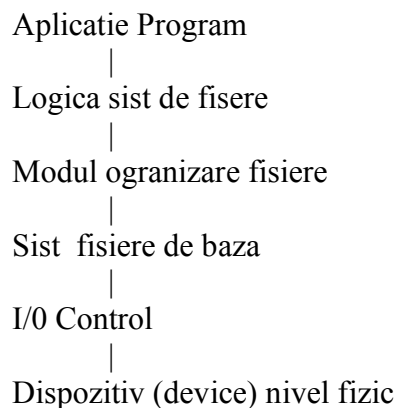 Aplicatie Program
|
Logica sist de fisere
|
Modul ogranizare fisiere
|
Sist  fisiere de baza
|
I/0 Control
|
Dispozitiv (device) nivel fizic